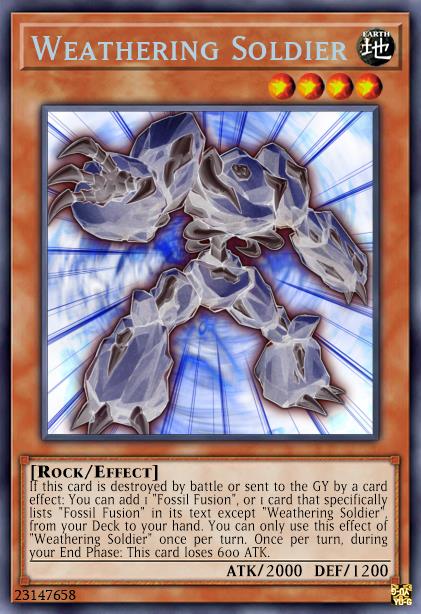 WEATHERING SOLDIER
EARTH
地
[ROCK/EFFECT]
If this card is destroyed by battle or sent to the GY by a card
effect: You can add 1 "Fossil Fusion", or 1 card that specifically
lists "Fossil Fusion" in its text except "Weathering Soldier",
from your Deck to your hand. You can only use this effect of
"Weathering Soldier" once per turn. Once per turn, during
your End Phase: This card loses 600 ATK.
ATK/2000 DEF/1200
23147658